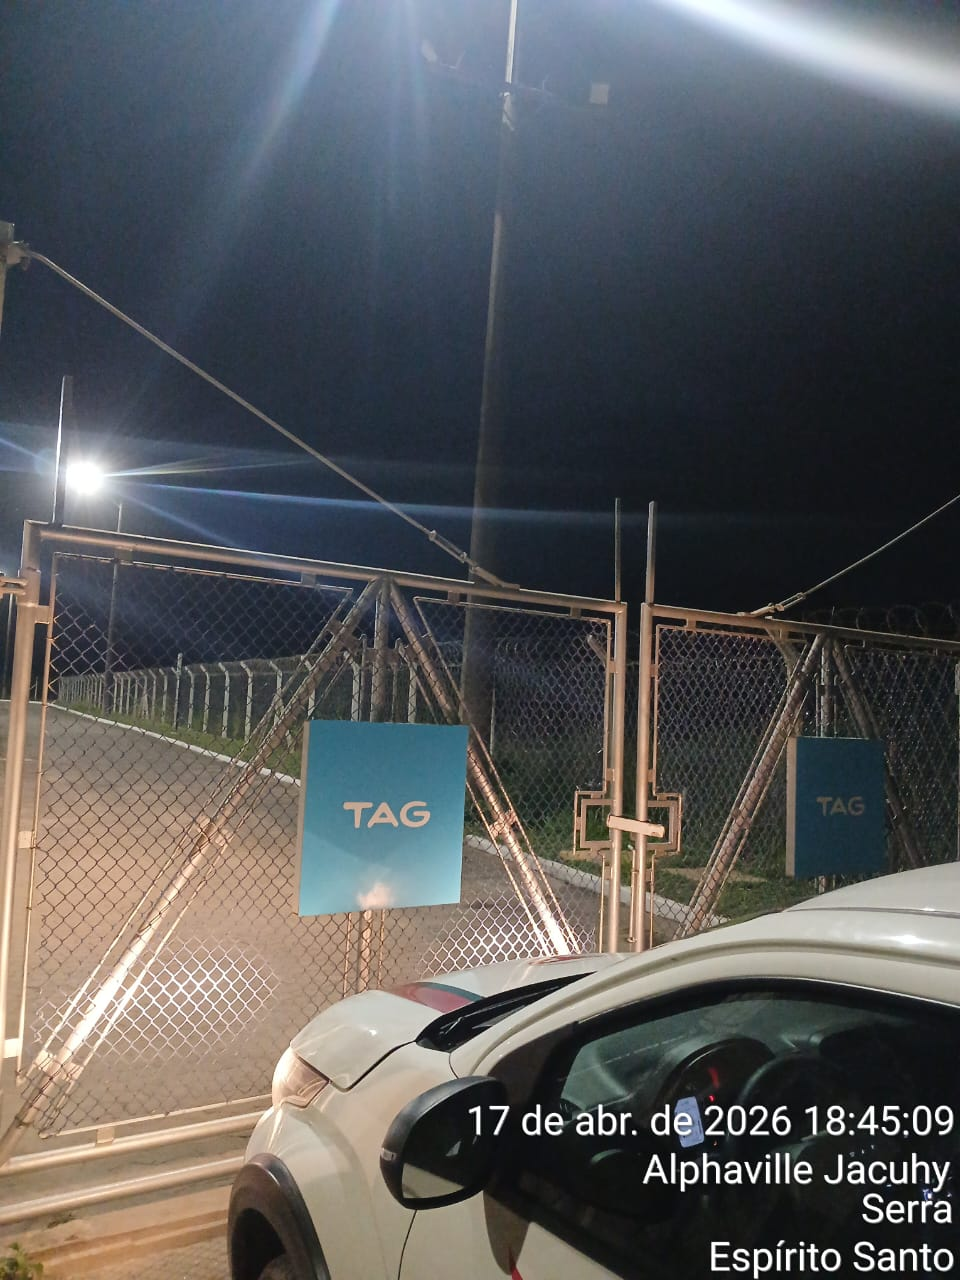 TAG
TAG
17 de abr. de 2026 18:45:09
Alphaville Jacuhy
Serra
Espírito Santo